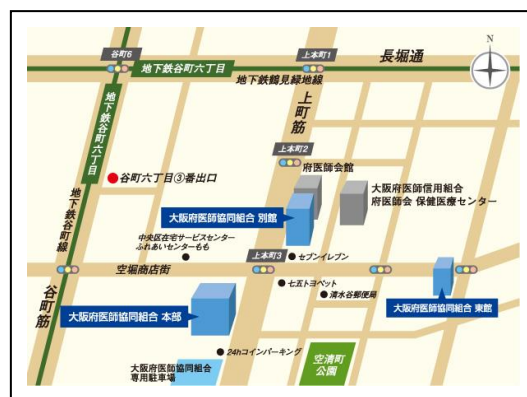 N
谷町6
上本町1
長堀通
地下鉄谷町六丁目
地下鉄鶴見緑地線
地下鉄谷町六丁目
上町筋
上本町2
府医師会館
谷町六丁目③番出口
大阪府医師信用組合
府医師会 保健医療センター
大阪府医師協同組合 別館
地下鉄谷町線
中央区在宅サービスセンター
ふれあいセンターもも
上本町3
セブンイレブン
空堀商店街
七五トヨペット
清水谷郵便局
谷町筋
大阪府医師協同組合 本部
大阪府医師協同組合 東館
24hコインパーキング
空清町
公園
大阪府医師協同組合
専用駐車場